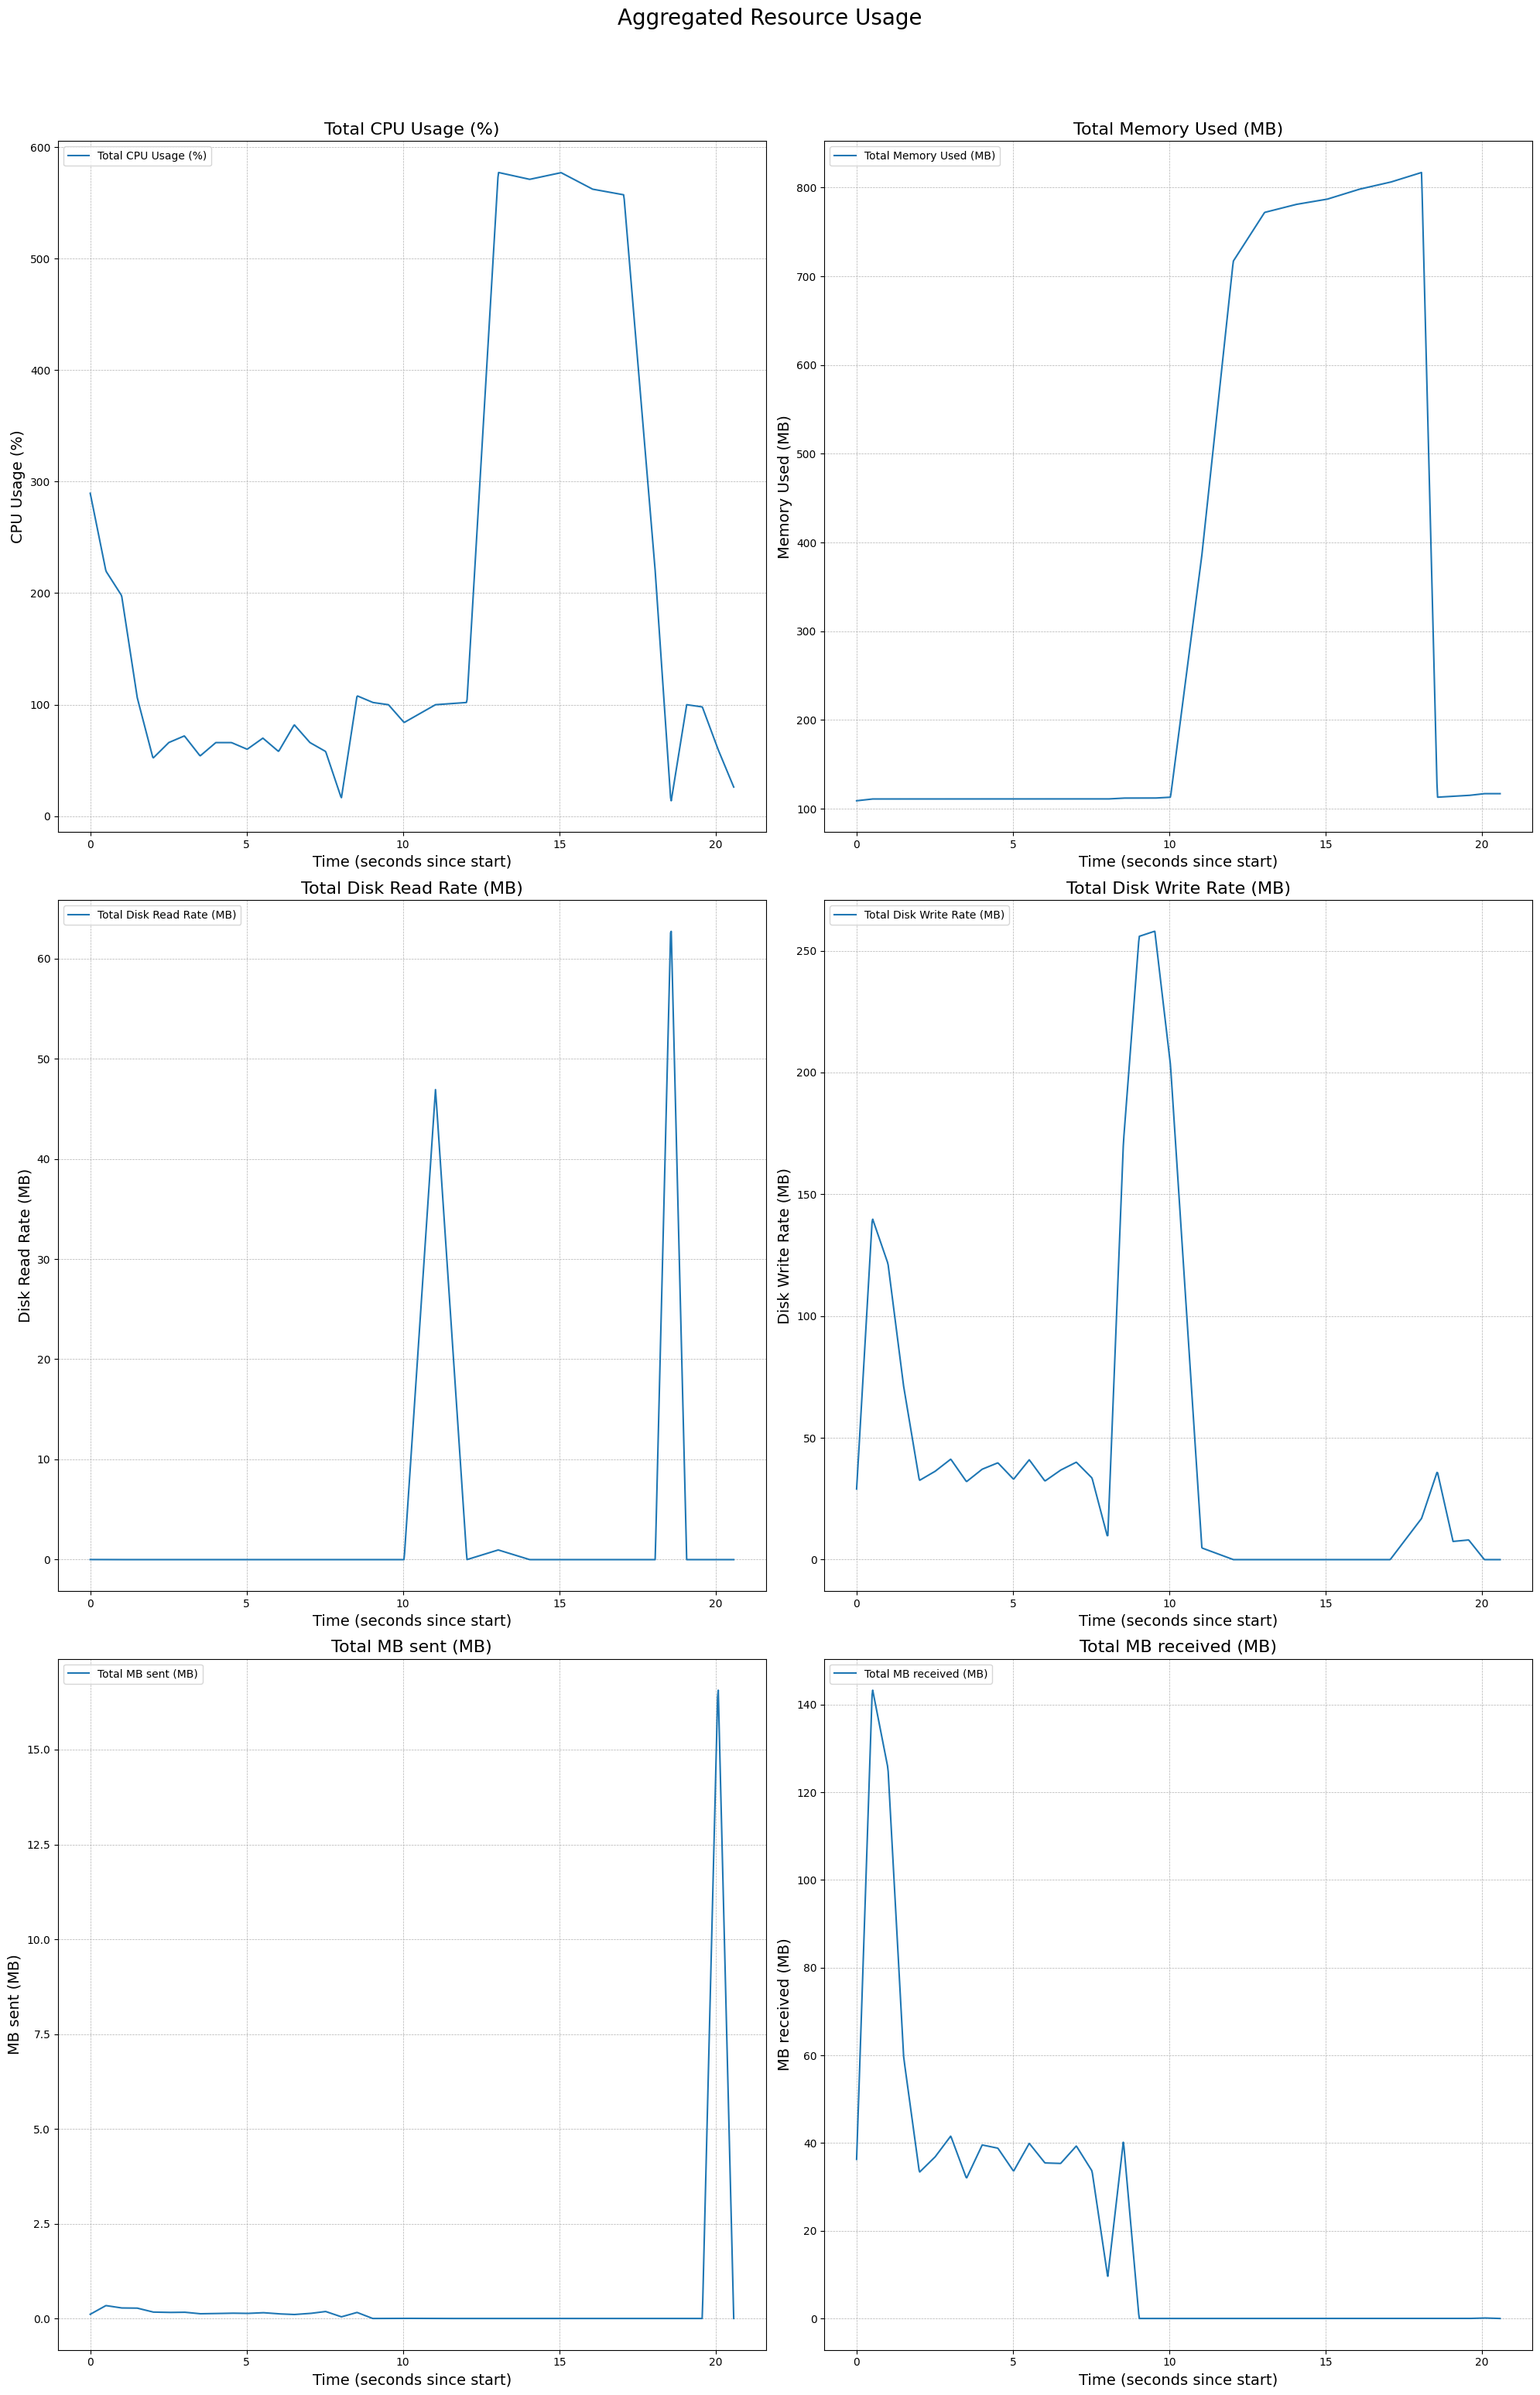 Aggregated Resource Usage
Total CPU Usage (%)
Total CPU Usage (%)
CPU Usage (%)
600
500
400
300
200
100
0
0 5 10 15 20
Time (seconds since start)
Total Memory Used (MB)
Total Memory Used (MB)
Memory Used (MB)
800
700
600
500
400
300
200
100
0 5 10 15 20
Time (seconds since start)
Total Disk Read Rate (MB)
Total Disk Read Rate (MB)
Disk Read Rate (MB)
60
50
40
30
20
10
0
0 5 10 15 20
Time (seconds since start)
Total Disk Write Rate (MB)
Total Disk Write Rate (MB)
Disk Write Rate (MB)
250
200
150
100
50
0
0 5 10 15 20
Time (seconds since start)
Total MB sent (MB)
Total MB sent (MB)
MB sent (MB)
15.0
12.5
10.0
7.5
5.0
2.5
0.0
0 5 10 15 20
Time (seconds since start)
Total MB received (MB)
Total MB received (MB)
MB received (MB)
140
120
100
80
60
40
20
0
0 5 10 15 20
Time (seconds since start)